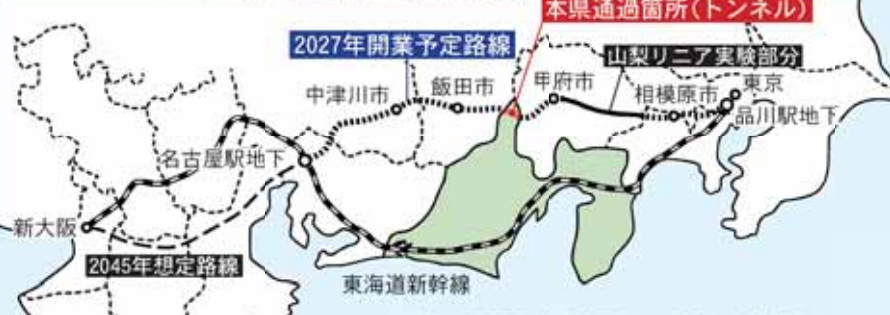 本県通過箇所(トンネル)
2027年開業予定路線
山梨リニア実験部分
中津川市
飯田市
甲府市
相模原市
東京
品川駅地下
名古屋駅地下
新大阪
2045年想定路線
東海道新幹線